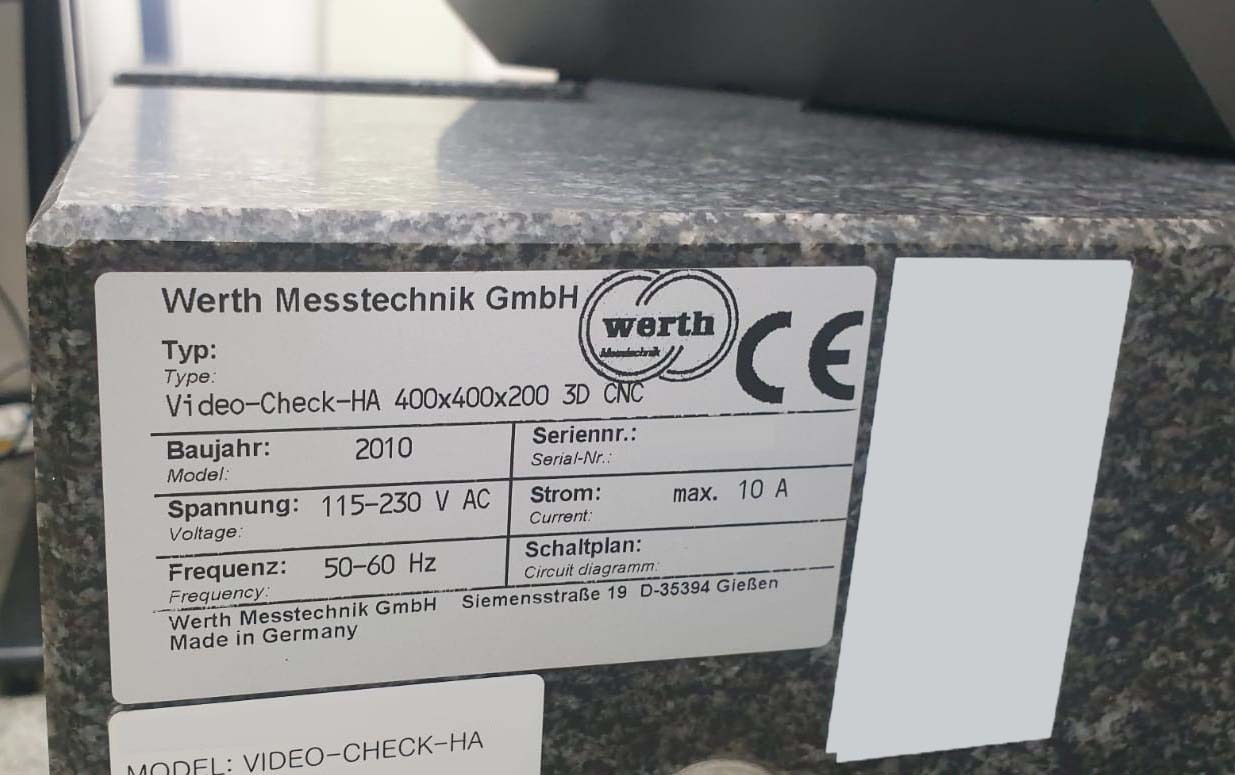 Werth Messtechnik GmbH
werth
Messtechnik
CE
Typ:
Type:
Video-Check-HA 400x400x200 3D CNC
Baujahr: 2010
Model:
Seriennr.:
Serial-Nr.:
Spannung: 115-230 V AC
Voltage:
Strom: max. 10 A
Current:
Frequenz: 50-60 Hz
Frequency:
Schaltplan:
Circuit diagramm:
Werth Messtechnik GmbH Siemensstraße 19 D-35394 Gießen
Made in Germany
MODEL: VIDEO-CHECK-HA